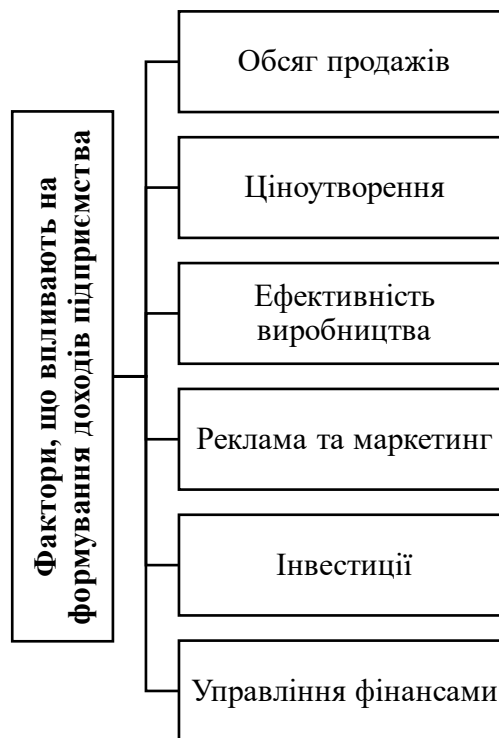 Фактори, що впливають на
формування доходів підприємства
Обсяг продажів
Ціноутворення
Ефективність
виробництва
Реклама та маркетинг
Інвестиції
Управління фінансами